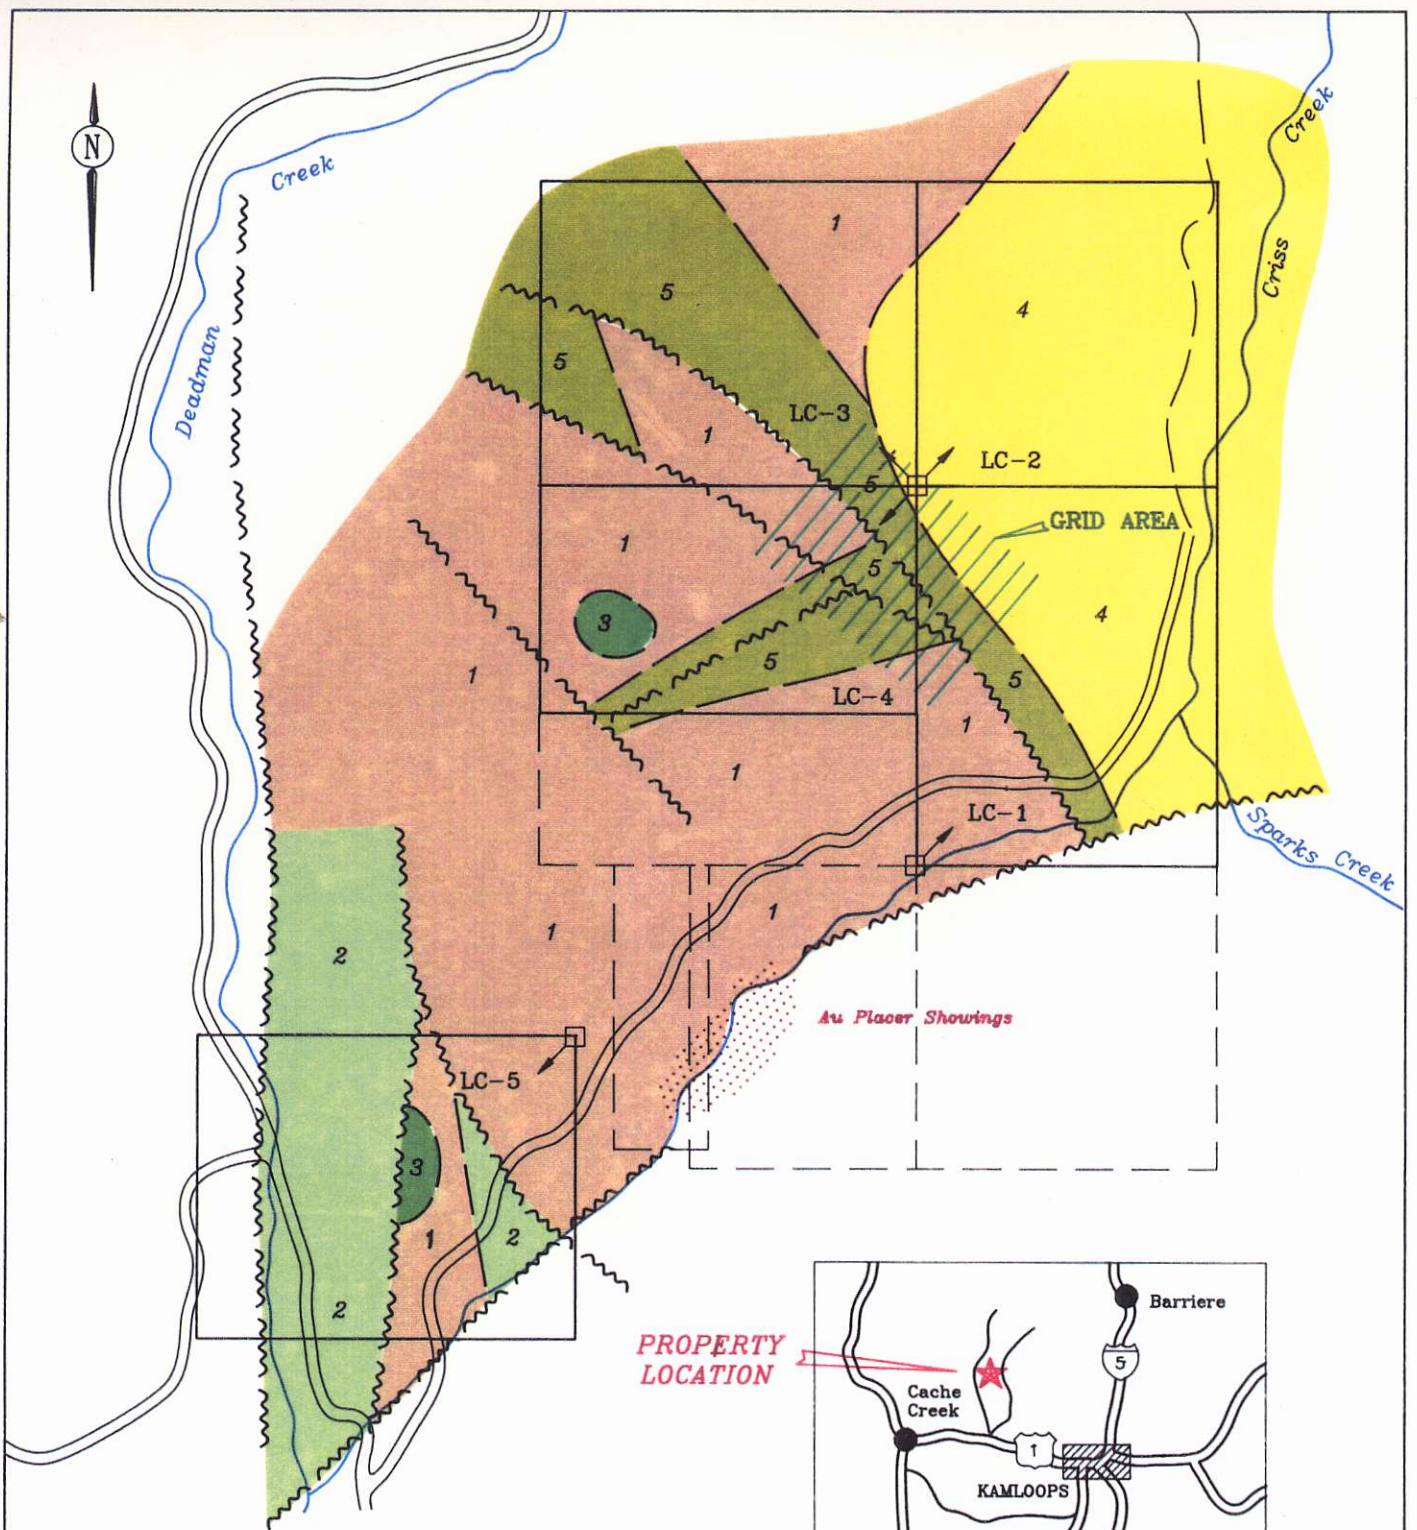 N
Creek
Deadman
Creek
Criss
1
5
4
5
LC-3
1
LC-2
5
GRID AREA
1
5
4
3
5
1
5
LC-4
1
1
LC-1
Sparks Creek
1
1
2
Au Placer Showings
LC-5
3
1
2
2
PROPERTY
LOCATION
Barriere
5
Cache
Creek
1
KAMLOOPS